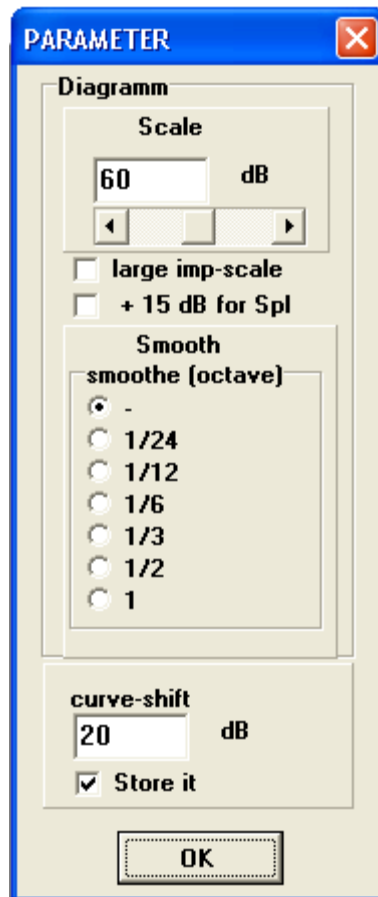 PARAMETER
Diagramm
Scale
60 dB
large imp-scale
+ 15 dB for Spl
Smooth
smoothe (octave)
-
1/24
1/12
1/6
1/3
1/2
1
curve-shift
20 dB
Store it
OK